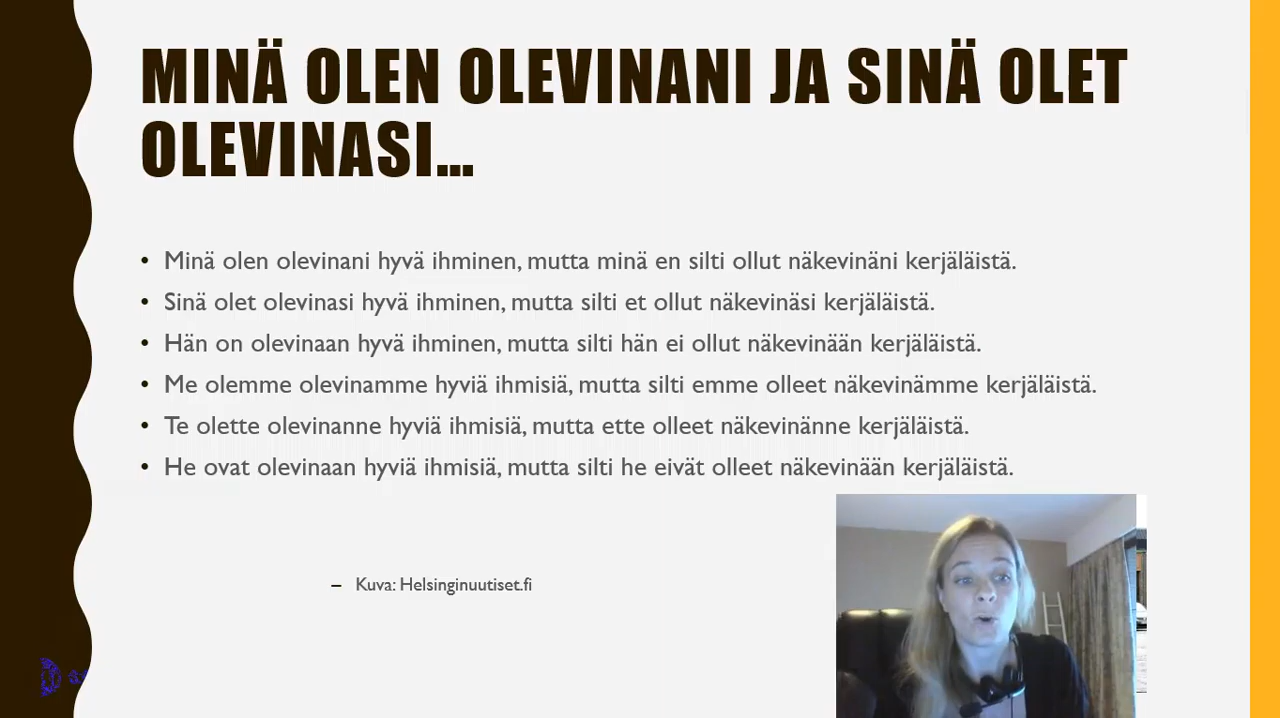 MINÄ OLEN OLEVINANI JA SINÄ OLET
OLEVINASI...
• Minä olen olevinani hyvä ihminen, mutta minä en silti ollut näkevinäni kerjäläistä.
• Sinä olet olevinasi hyvä ihminen, mutta silti et ollut näkevinäsi kerjäläistä.
• Hän on olevinaan hyvä ihminen, mutta silti hän ei ollut näkevinään kerjäläistä.
• Me olemme olevinamme hyviä ihmisiä, mutta silti emme olleet näkevinämme kerjäläistä.
• Te olette olevinanne hyviä ihmisiä, mutta ette olleet näkevinänne kerjäläistä.
• He ovat olevinaan hyviä ihmisiä, mutta silti he eivät olleet näkevinään kerjäläistä.
– Kuva: Helsinginuutiset.fi